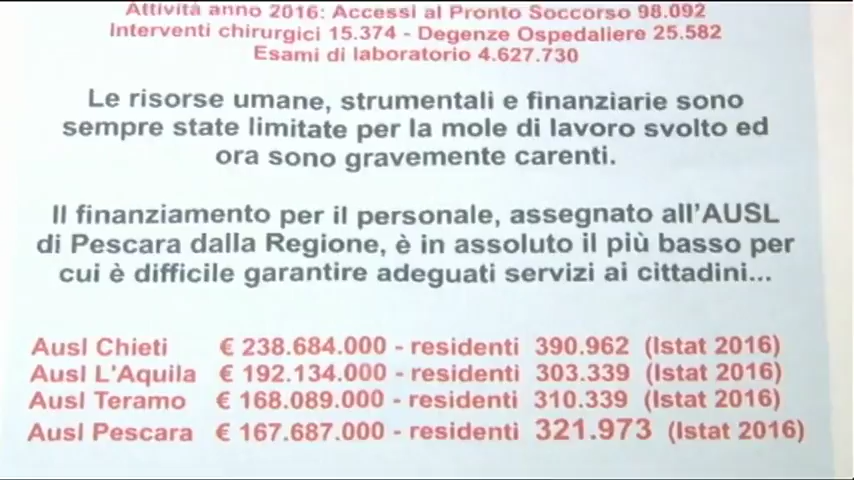 Attività anno 2016: Accessi al Pronto Soccorso 98.092
Interventi chirurgici 15.374 - Degenze Ospedaliere 25.582
Esami di laboratorio 4.627.730
Le risorse umane, strumentali e finanziarie sono
sempre state limitate per la mole di lavoro svolto ed
ora sono gravemente carenti.
Il finanziamento per il personale, assegnato all'AUSL
di Pescara dalla Regione, è in assoluto il più basso per
cui è difficile garantire adeguati servizi ai cittadini...
Ausl Chieti € 238.684.000 - residenti 390.962 (Istat 2016)
Ausl L'Aquila € 192.134.000 - residenti 303.339 (Istat 2016)
Ausl Teramo € 168.089.000 - residenti 310.339 (Istat 2016)
Ausl Pescara € 167.687.000 - residenti 321.973 (Istat 2016)